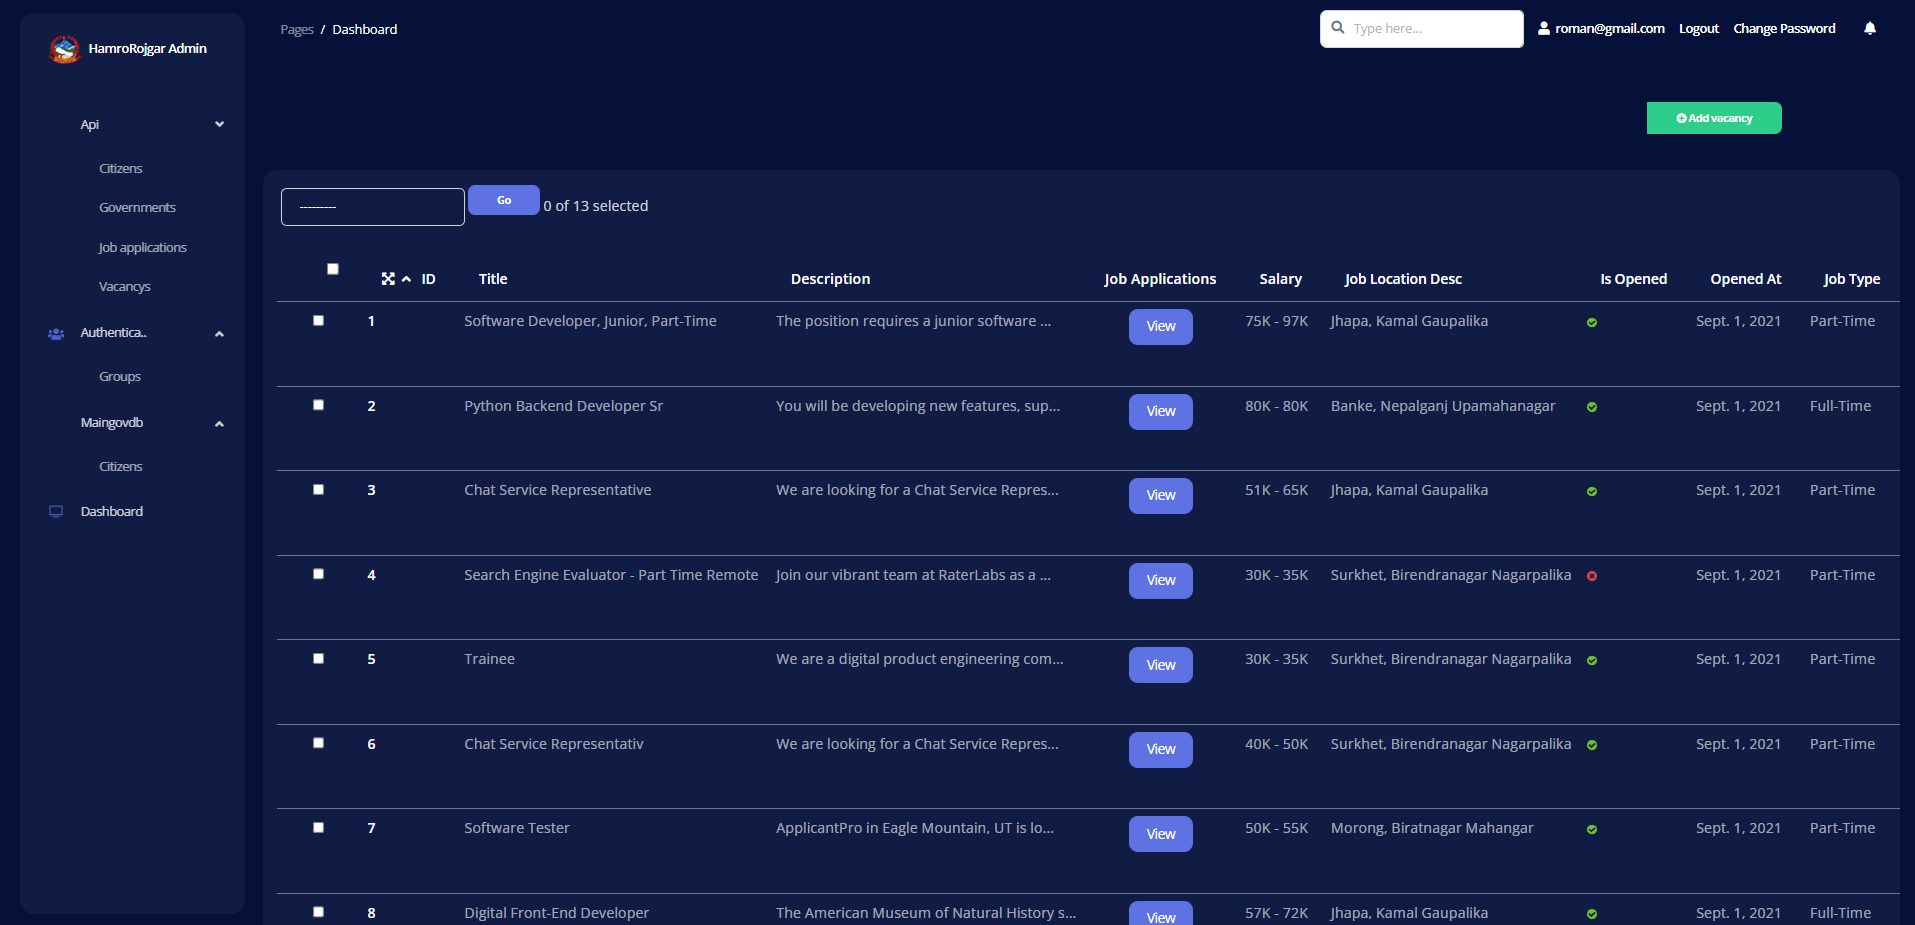 HamroRojgar Admin
Api
Citizens
Governments
Job applications
Vacancys
Authentica..
Groups
Maingovdb
Citizens
Dashboard
Pages / Dashboard
Type here...
roman@gmail.com Logout Change Password
Add vacancy
---------
Go
0 of 13 selected
ID Title Description Job Applications Salary Job Location Desc Is Opened Opened At Job Type
1 Software Developer, Junior, Part-Time The position requires a junior software ... View 75K - 97K Jhapa, Kamal Gaupalika Sept. 1, 2021 Part-Time
2 Python Backend Developer Sr You will be developing new features, sup... View 80K - 80K Banke, Nepalganj Upamahanagar Sept. 1, 2021 Full-Time
3 Chat Service Representative We are looking for a Chat Service Repres... View 51K - 65K Jhapa, Kamal Gaupalika Sept. 1, 2021 Part-Time
4 Search Engine Evaluator - Part Time Remote Join our vibrant team at RaterLabs as a ... View 30K - 35K Surkhet, Birendranagar Nagarpalika Sept. 1, 2021 Part-Time
5 Trainee We are a digital product engineering com... View 30K - 35K Surkhet, Birendranagar Nagarpalika Sept. 1, 2021 Part-Time
6 Chat Service Representativ We are looking for a Chat Service Repres... View 40K - 50K Surkhet, Birendranagar Nagarpalika Sept. 1, 2021 Part-Time
7 Software Tester ApplicantPro in Eagle Mountain, UT is lo... View 50K - 55K Morong, Biratnagar Mahangar Sept. 1, 2021 Part-Time
8 Digital Front-End Developer The American Museum of Natural History s... View 57K - 72K Jhapa, Kamal Gaupalika Sept. 1, 2021 Full-Time